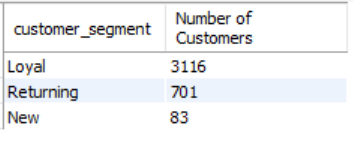 customer_segment Number of
Customers
Loyal 3116
Returning 701
New 83